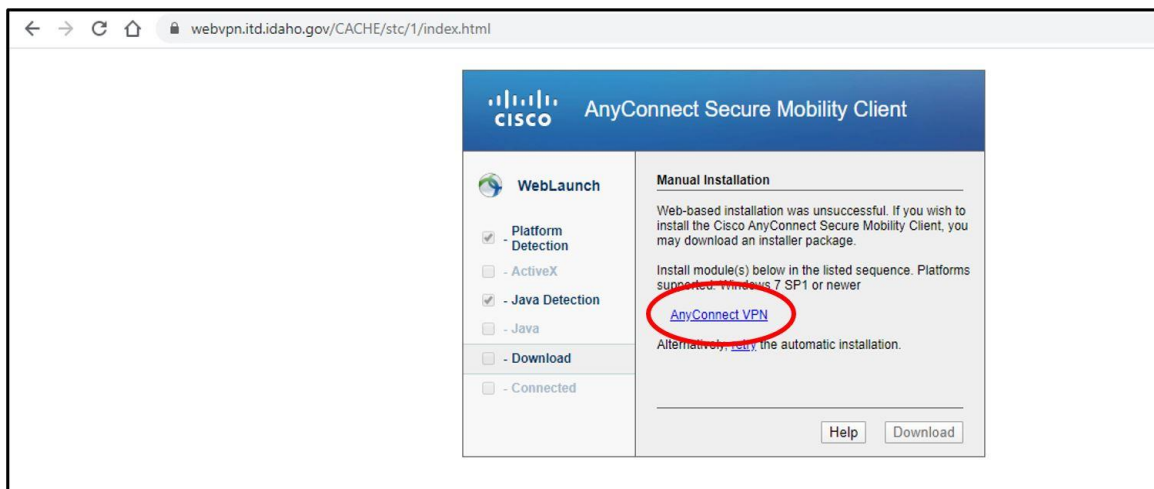 webvpn.itd.idaho.gov/CACHE/stc/1/index.html
CISCO
AnyConnect Secure Mobility Client
WebLaunch
- Platform
Detection
- ActiveX
- Java Detection
- Java
- Download
- Connected
Manual Installation
Web-based installation was unsuccessful. If you wish to
install the Cisco AnyConnect Secure Mobility Client, you
may download an installer package.
Install module(s) below in the listed sequence. Platforms
supported: Windows 7 SP1 or newer
AnyConnect VPN
Alternatively, retry the automatic installation.
Help
Download